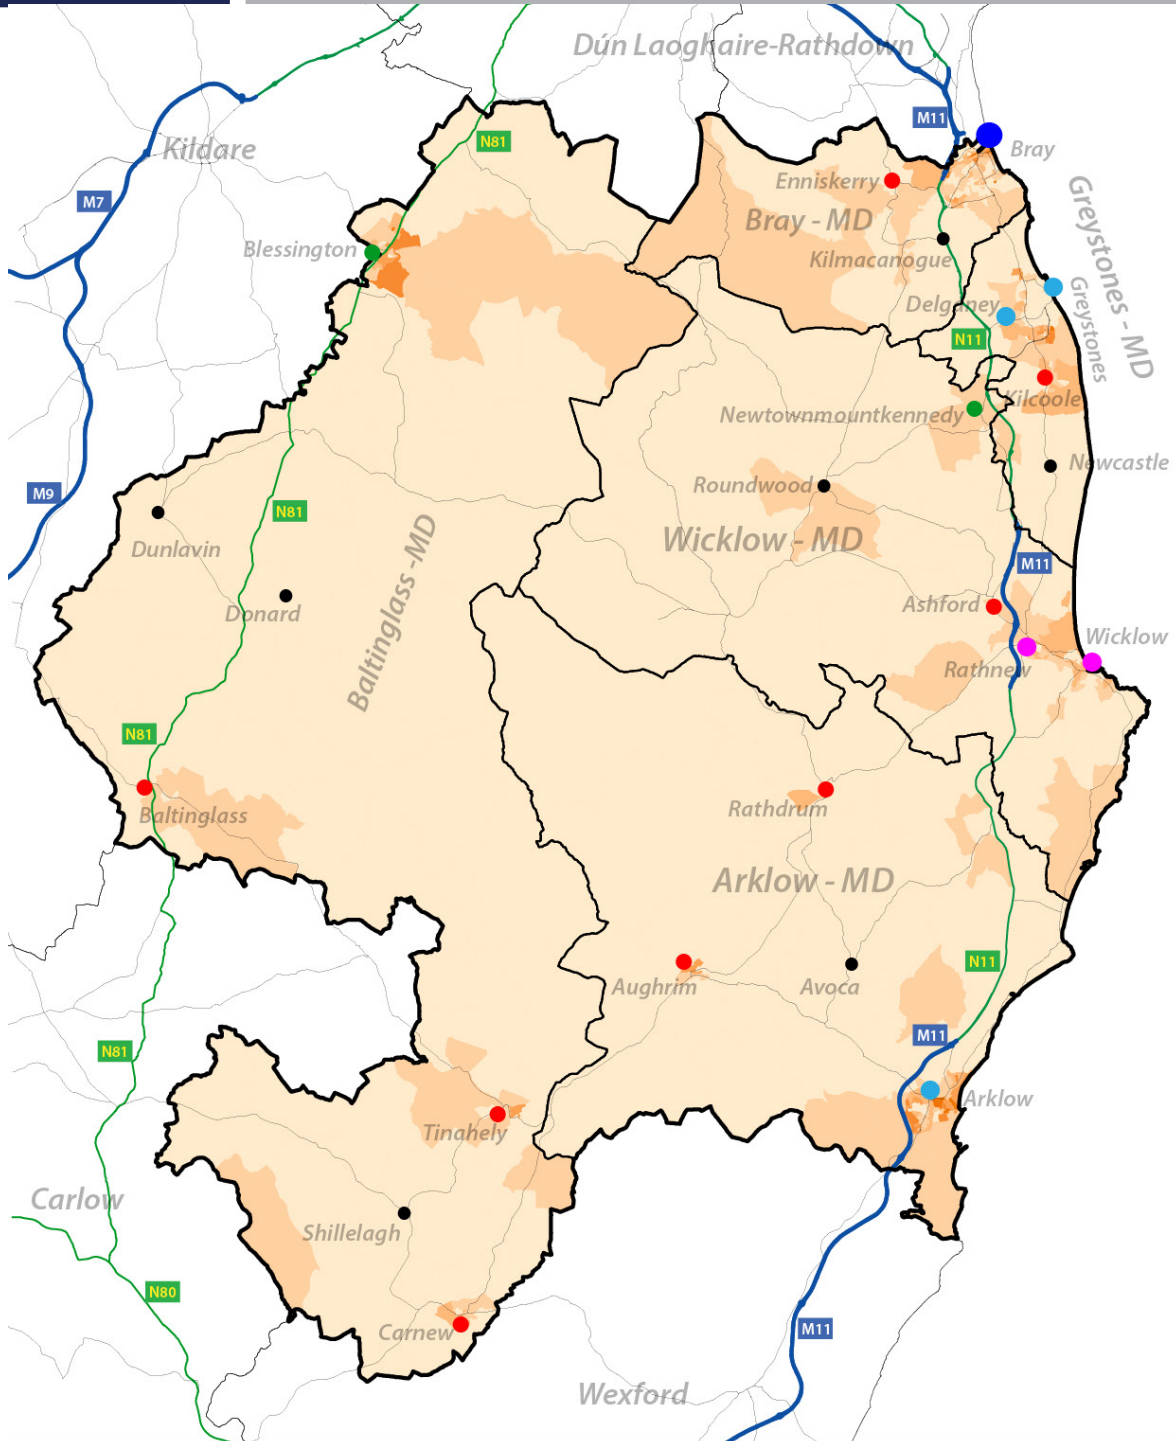 Dún Laoghaire-Rathdown
M11
N81
Bray
Kildare
Enniskerry
M7
Bray - MD
Greystones - MD
Blessington
Kilmacanogue
Delganey
Greystones
N11
Kilcoole
Newtownmountkennedy
Newcastle
M9
Roundwood
N81
Wicklow - MD
Dunlavin
Baltinglass -MD
M11
Donard
Ashford
Wicklow
Rathnew
N81
Baltinglass
Rathdrum
Arklow - MD
N11
Aughrim
Avoca
M11
N81
Arklow
Tinahely
Carlow
Shillelagh
N80
M11
Carnew
Wexford